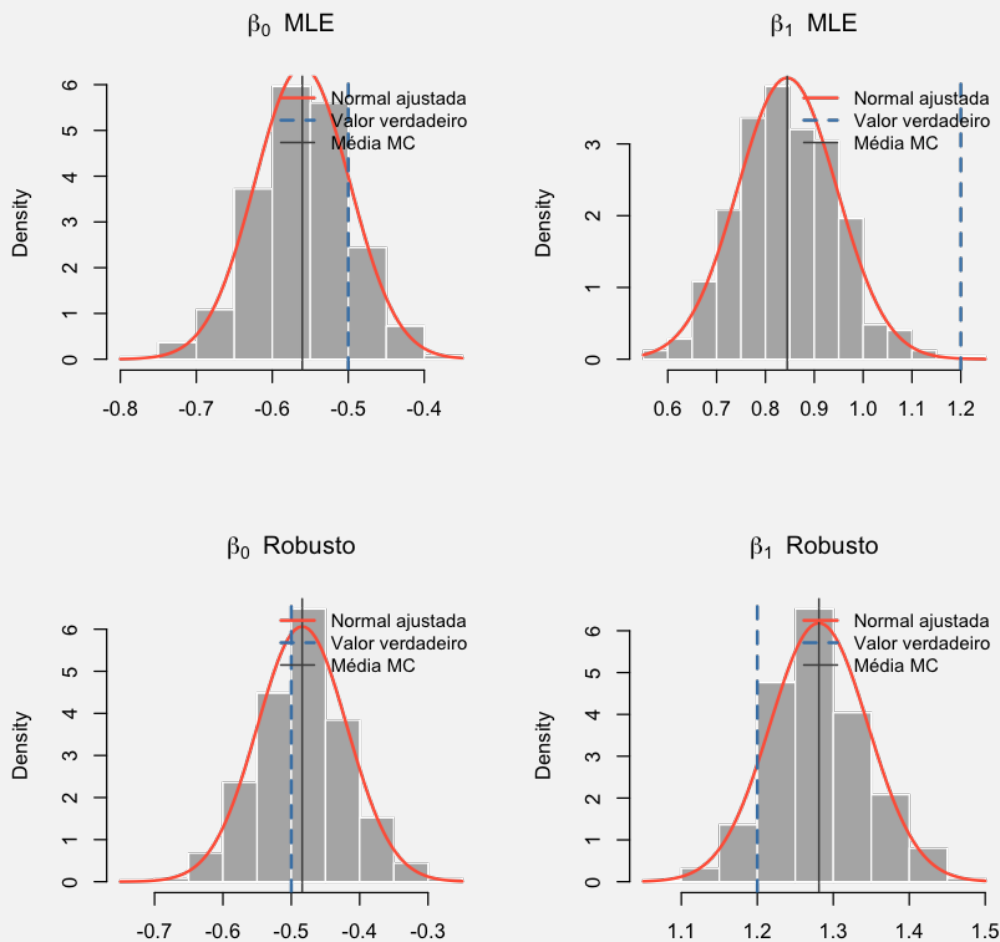 β0 MLE
Density
0 1 2 3 4 5 6
-0.8 -0.7 -0.6 -0.5 -0.4
Normal ajustada
Valor verdadeiro
Média MC
β1 MLE
Density
0 1 2 3
0.6 0.7 0.8 0.9 1.0 1.1 1.2
Normal ajustada
Valor verdadeiro
Média MC
β0 Robusto
Density
0 1 2 3 4 5 6
-0.7 -0.6 -0.5 -0.4 -0.3
Normal ajustada
Valor verdadeiro
Média MC
β1 Robusto
Density
0 1 2 3 4 5 6
1.1 1.2 1.3 1.4 1.5
Normal ajustada
Valor verdadeiro
Média MC